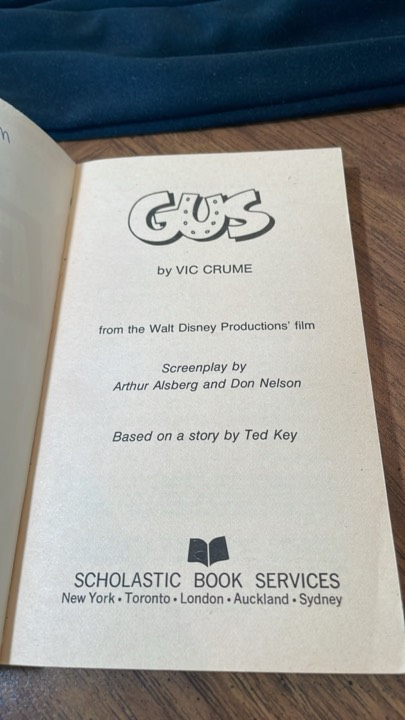 GUS
by VIC CRUME
from the Walt Disney Productions' film
Screenplay by
Arthur Alsberg and Don Nelson
Based on a story by Ted Key
SCHOLASTIC BOOK SERVICES
New York • Toronto • London • Auckland • Sydney